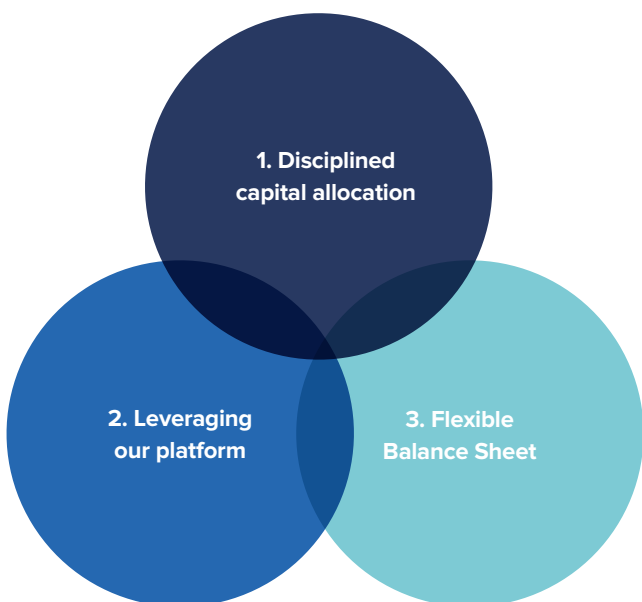 1. Disciplined
capital allocation
2. Leveraging
our platform
3. Flexible
Balance Sheet